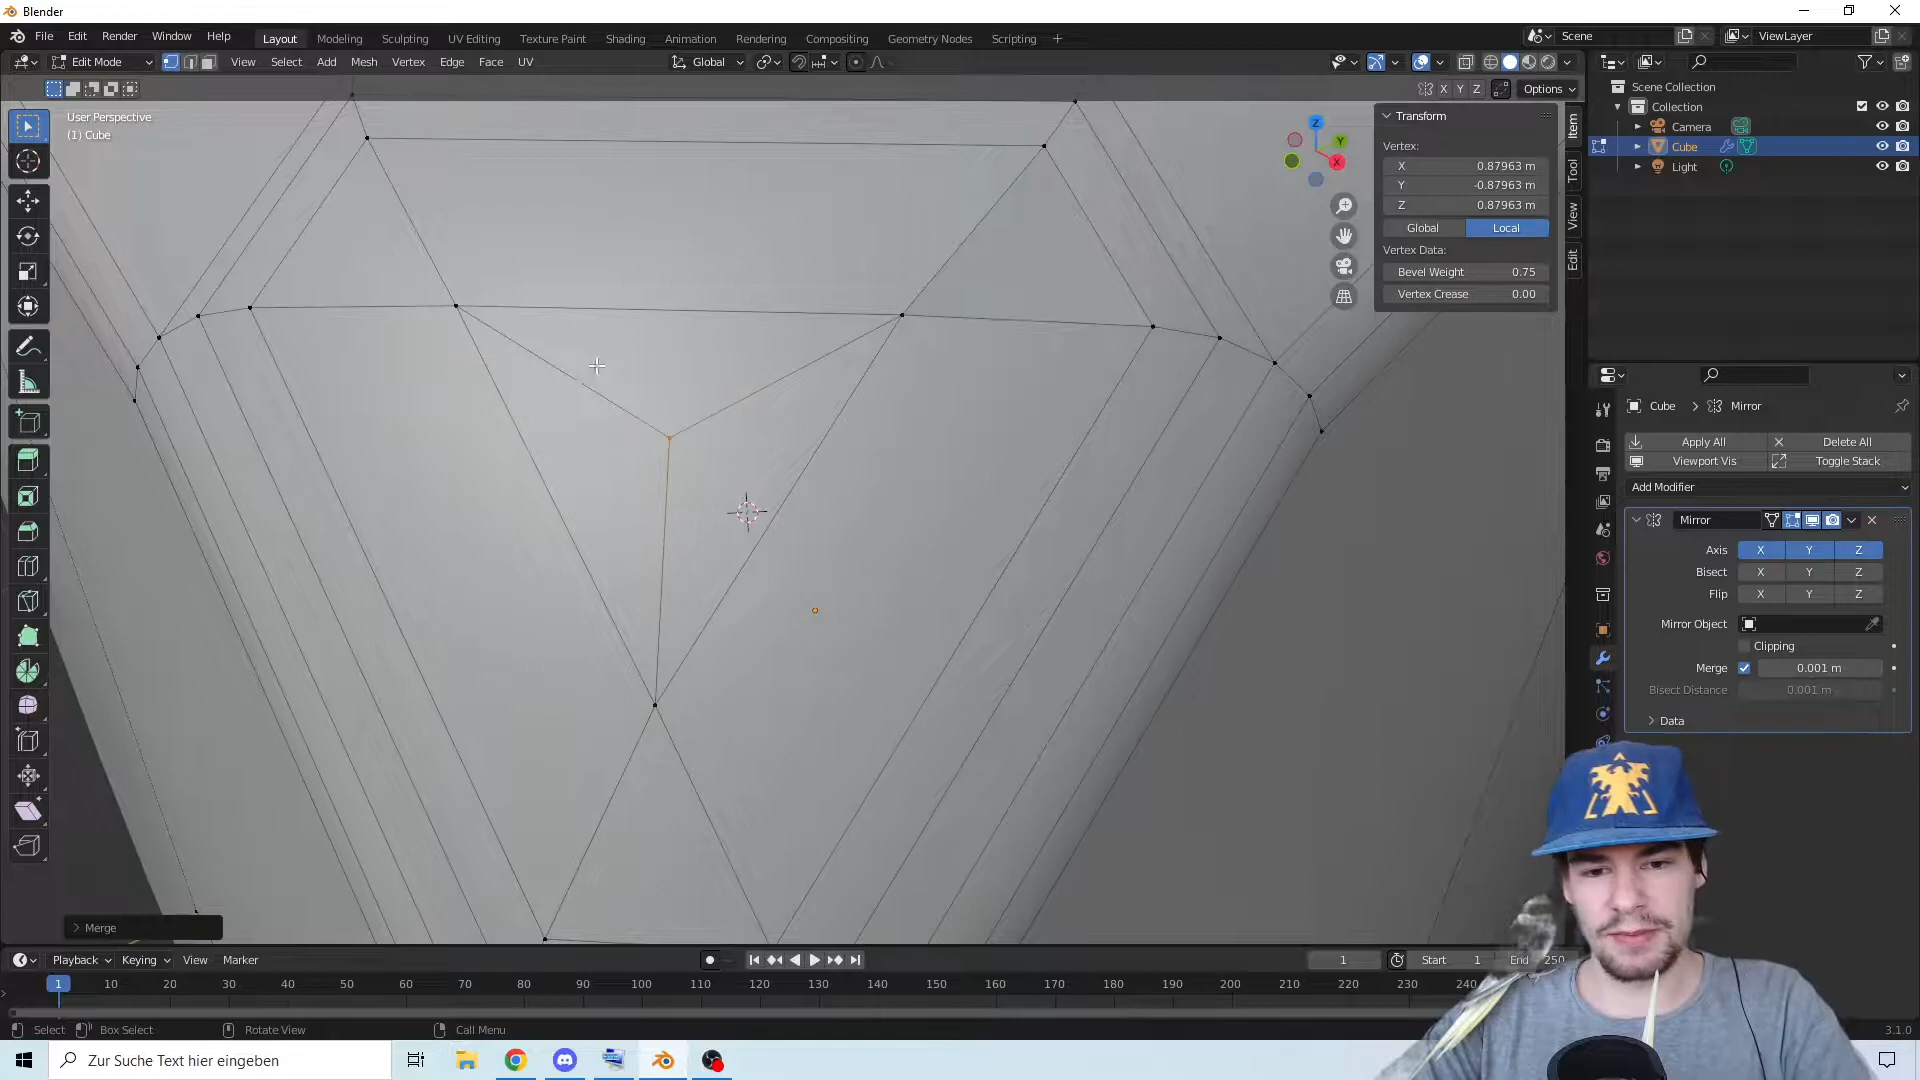 Blender
File Edit Render Window Help Layout Modeling Sculpting UV Editing Texture Paint Shading Animation Rendering Compositing Geometry Nodes Scripting + Scene ViewLayer
Edit Mode View Select Add Mesh Vertex Edge Face UV Global
X Y Z Options
User Perspective
(1) Cube
Z Y X
Transform
Vertex:
X 0.87963 m
Y -0.87963 m
Z 0.87963 m
Global Local
Vertex Data:
Bevel Weight 0.75
Vertex Crease 0.00
Item
Tool
View
Edit
Scene Collection
Collection
Camera
Cube
Light
Cube > Mirror
Apply All Delete All
Viewport Vis Toggle Stack
Add Modifier
Mirror
Axis X Y Z
Bisect X Y Z
Flip X Y Z
Mirror Object
Clipping
Merge 0.001 m
Bisect Distance 0.001 m
Data
> Merge
Playback Keying View Marker 1 Start 1 End 250
1 10 20 30 40 50 60 70 80 90 100 110 120 130 140 150 160 170 180 190 200 210 220 230 240
Select Box Select Rotate View Call Menu 3.1.0
Zur Suche Text hier eingeben